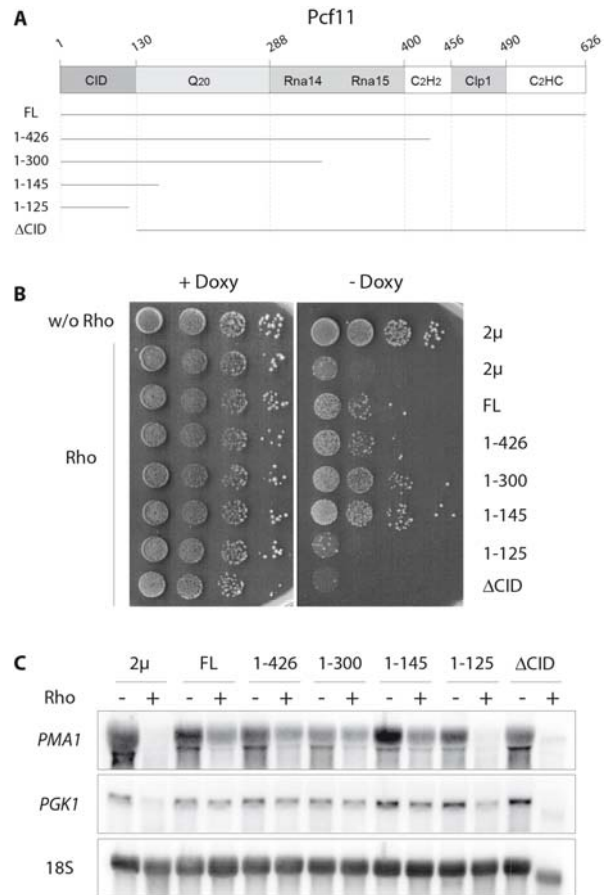 A
Pcf11
1 130 288 400 456 490 626
CID Q20 Rna14 Rna15 C2H2 Clp1 C2HC
FL
1-426
1-300
1-145
1-125
ΔCID
B
+ Doxy - Doxy
w/o Rho 2μ
2μ
FL
1-426
Rho
1-300
1-145
1-125
ΔCID
C
2μ FL 1-426 1-300 1-145 1-125 ΔCID
Rho - + - + - + - + - + - + - +
PMA1
PGK1
18S